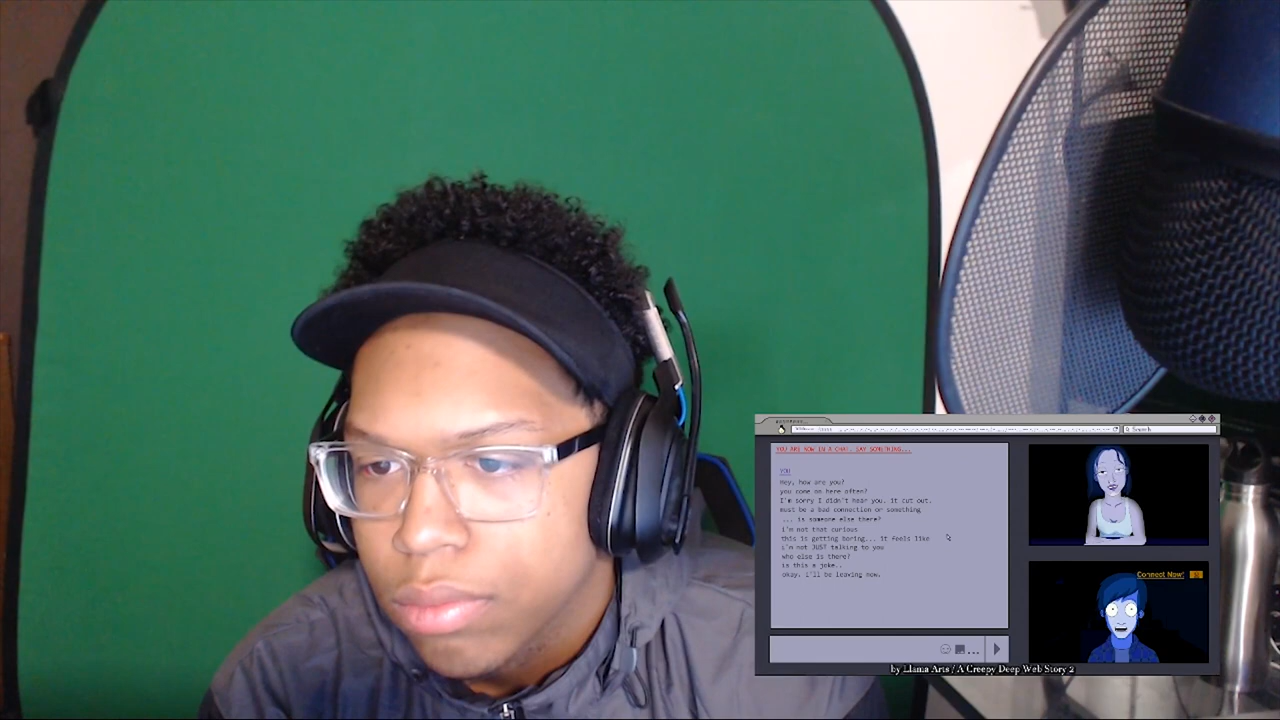 YOU ARE NOW IN A CHAT. SAY SOMETHING...
YOU
Hey, how are you?
you come on here often?
I'm sorry I didn't hear you. it cut out.
must be a bad connection or something
... is someone else there?
i'm not that curious
this is getting boring... it feels like
i'm not JUST talking to you
who else is there?
is this a joke..
okay. i'll be leaving now.
Search
Connect Now!
by Llama Arts / A Creepy Deep Web Story 2